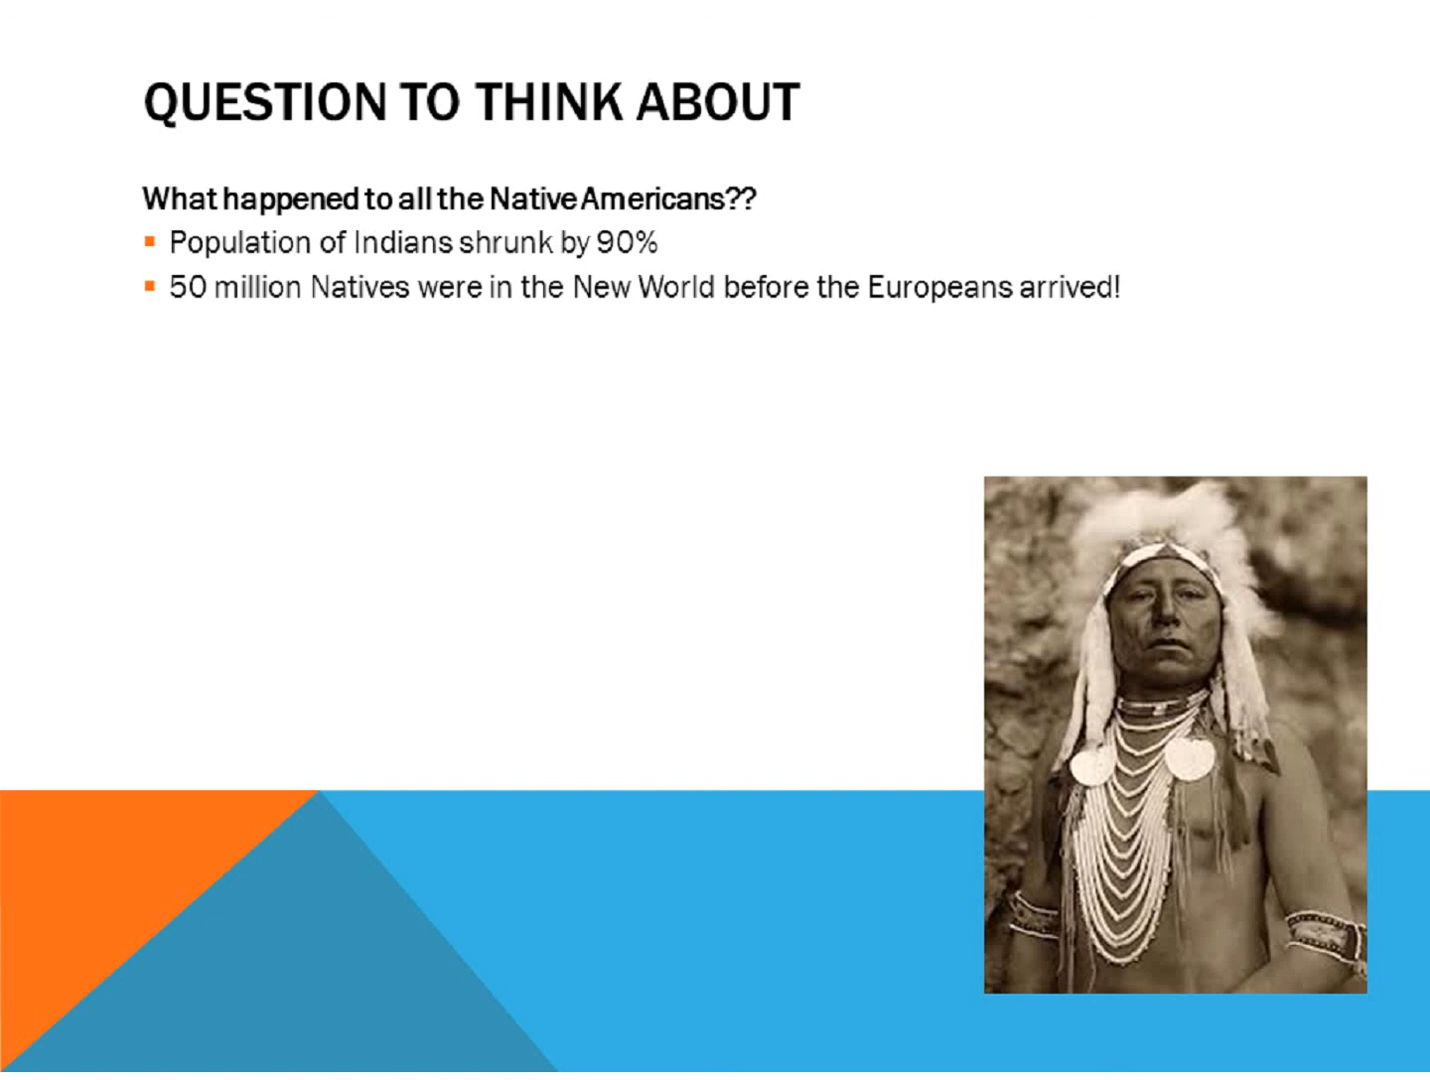 QUESTION TO THINK ABOUT
What happened to all the Native Americans??
▪ Population of Indians shrunk by 90%
▪ 50 million Natives were in the New World before the Europeans arrived!